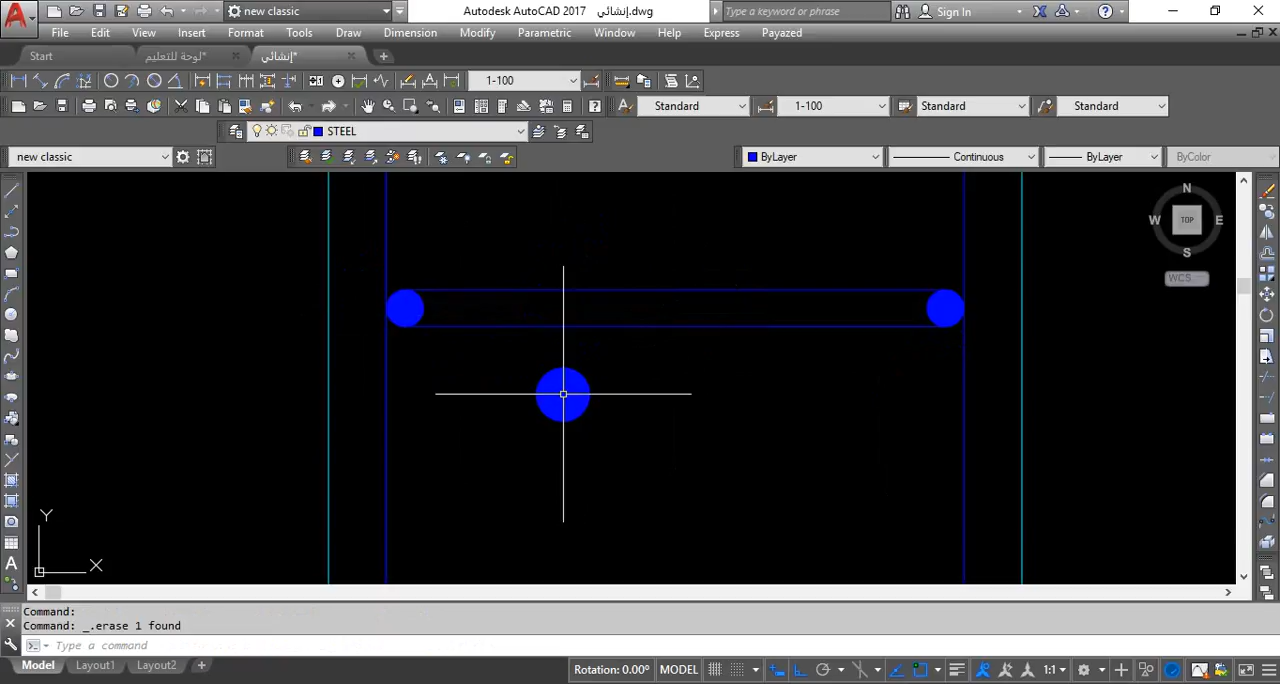 new classic
Autodesk AutoCAD 2017 إنشائي.dwg
Type a keyword or phrase
Sign In
File Edit View Insert Format Tools Draw Dimension Modify Parametric Window Help Express Payazed
Start لوحة للتعليم* إنشائي*
1-100
Standard 1-100 Standard Standard
STEEL
new classic ByLayer Continuous ByLayer ByColor
N
W TOP E
S
WCS
Y
X
Command:
Command: _.erase 1 found
Type a command
Model Layout1 Layout2 + Rotation: 0.00° MODEL 1:1